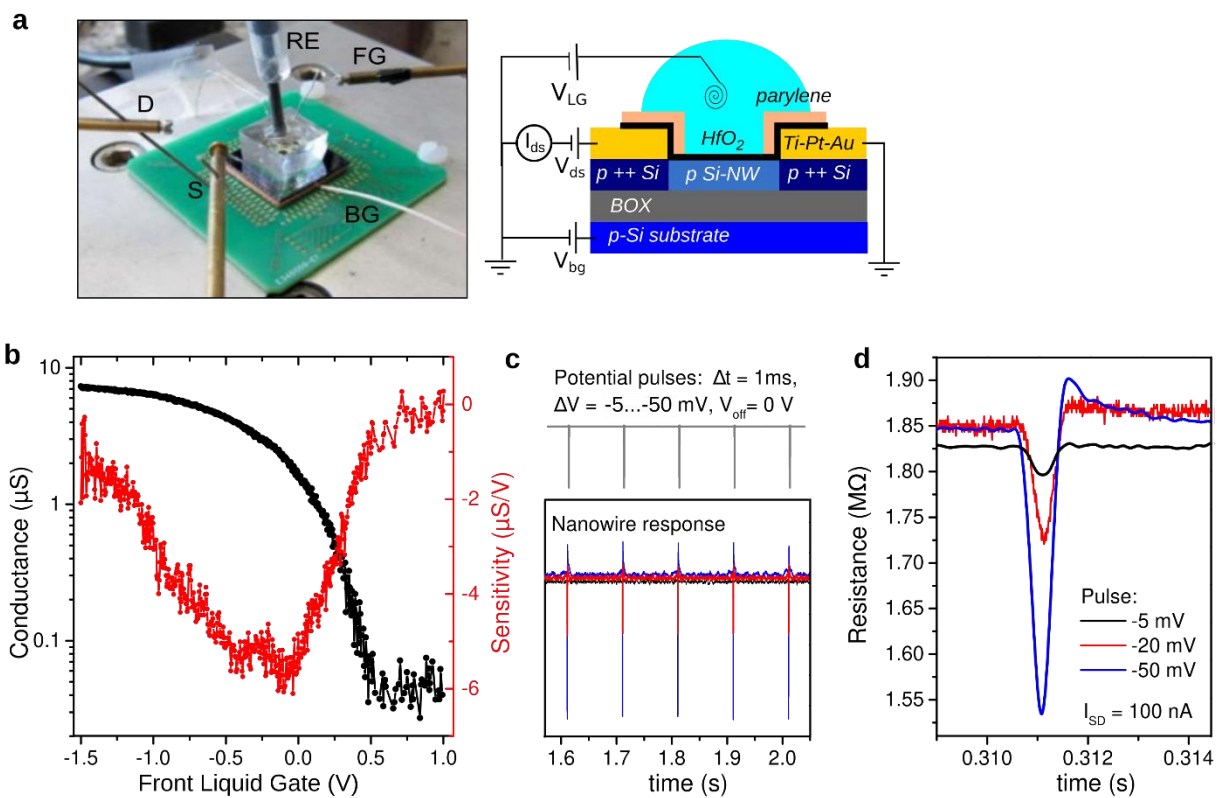 a
RE
FG
D
S
BG
V_LG
I_ds
V_ds
V_bg
parylene
HfO₂
Ti-Pt-Au
p ++ Si
p Si-NW
p ++ Si
BOX
p-Si substrate
b
10
1
0.1
Conductance (µS)
0
-2
-4
-6
Sensitivity (µS/V)
-1.5 -1.0 -0.5 0.0 0.5 1.0
Front Liquid Gate (V)
c
Potential pulses: Δt = 1ms,
ΔV = -5...-50 mV, V_off= 0 V
Nanowire response
1.6 1.7 1.8 1.9 2.0
time (s)
d
1.90
1.85
1.80
1.75
1.70
1.65
1.60
1.55
Resistance (MΩ)
Pulse:
-5 mV
-20 mV
-50 mV
I_SD = 100 nA
0.310 0.312 0.314
time (s)